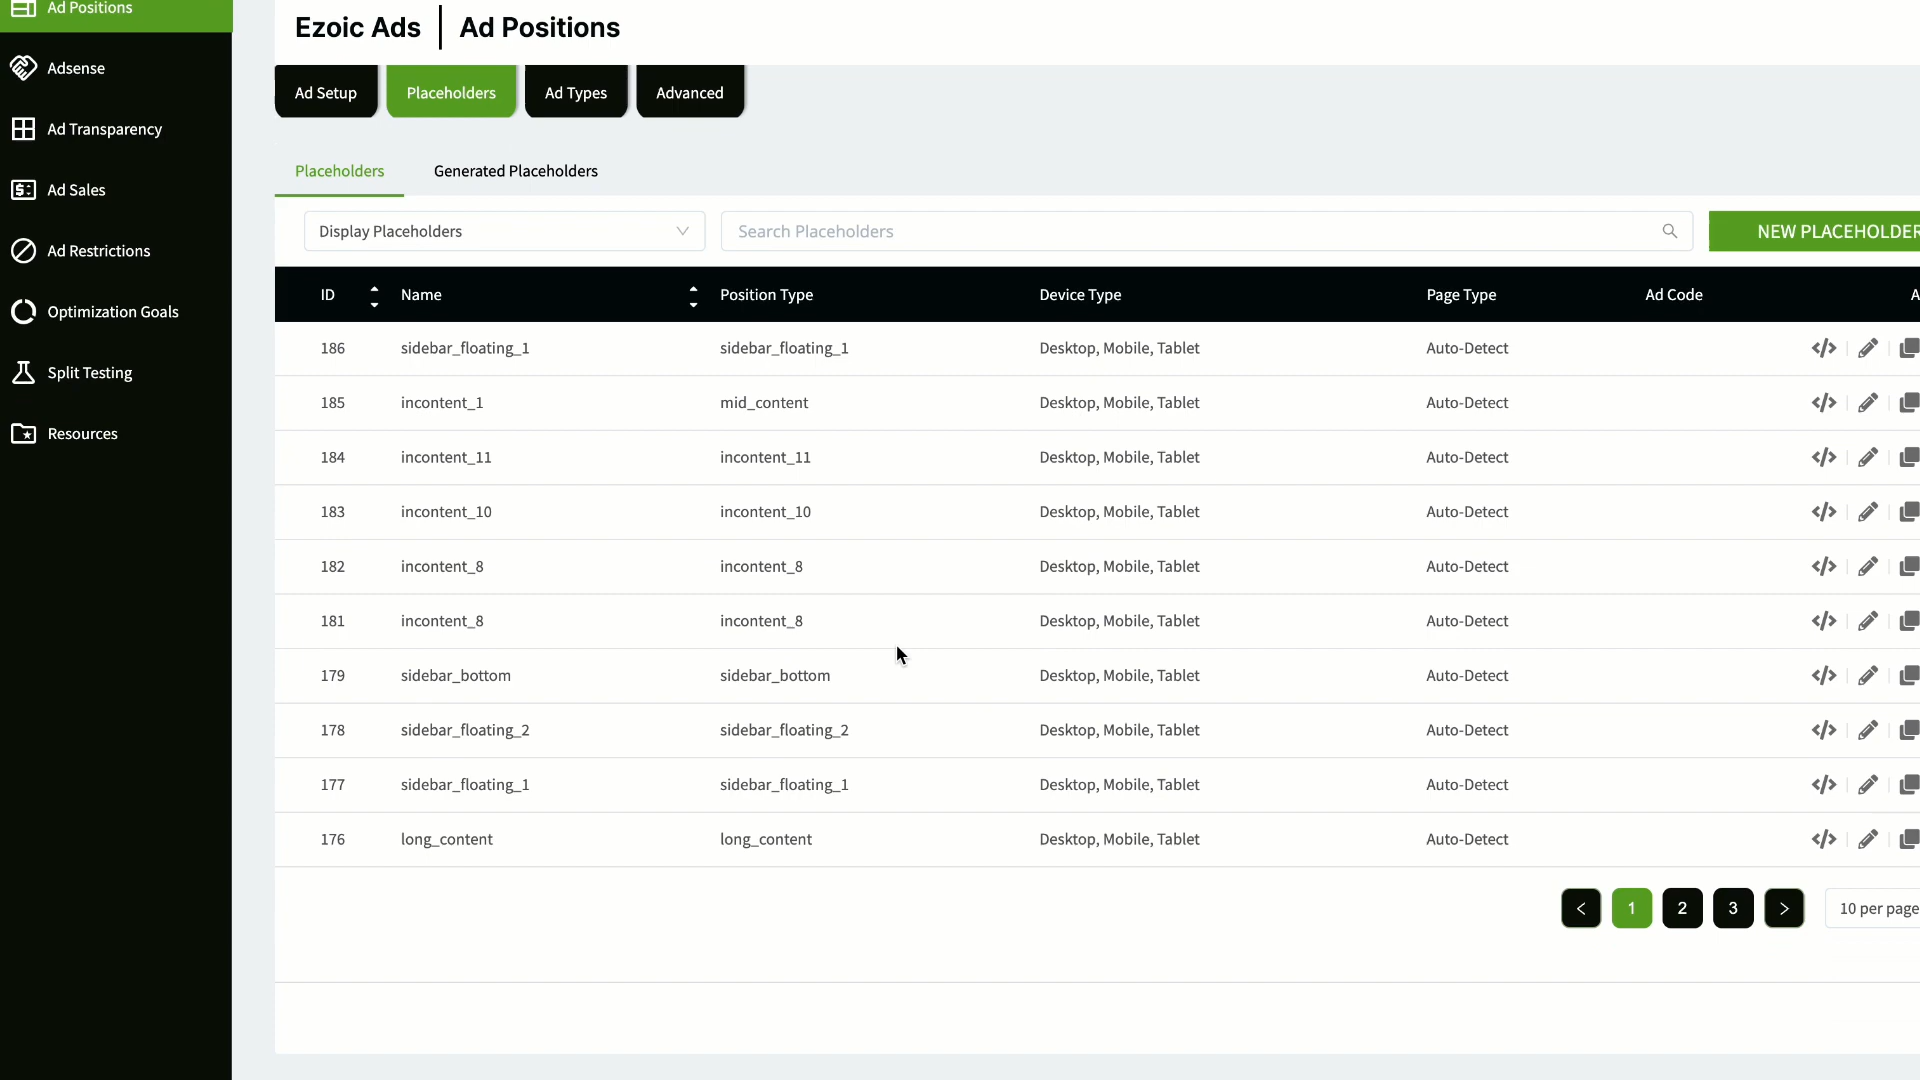 Ad Positions
Adsense
Ad Transparency
Ad Sales
Ad Restrictions
Optimization Goals
Split Testing
Resources
Ezoic Ads | Ad Positions
Ad Setup Placeholders Ad Types Advanced
Placeholders Generated Placeholders
Display Placeholders Search Placeholders NEW PLACEHOLDER
ID Name Position Type Device Type Page Type Ad Code A
186 sidebar_floating_1 sidebar_floating_1 Desktop, Mobile, Tablet Auto-Detect
185 incontent_1 mid_content Desktop, Mobile, Tablet Auto-Detect
184 incontent_11 incontent_11 Desktop, Mobile, Tablet Auto-Detect
183 incontent_10 incontent_10 Desktop, Mobile, Tablet Auto-Detect
182 incontent_8 incontent_8 Desktop, Mobile, Tablet Auto-Detect
181 incontent_8 incontent_8 Desktop, Mobile, Tablet Auto-Detect
179 sidebar_bottom sidebar_bottom Desktop, Mobile, Tablet Auto-Detect
178 sidebar_floating_2 sidebar_floating_2 Desktop, Mobile, Tablet Auto-Detect
177 sidebar_floating_1 sidebar_floating_1 Desktop, Mobile, Tablet Auto-Detect
176 long_content long_content Desktop, Mobile, Tablet Auto-Detect
< 1 2 3 > 10 per page